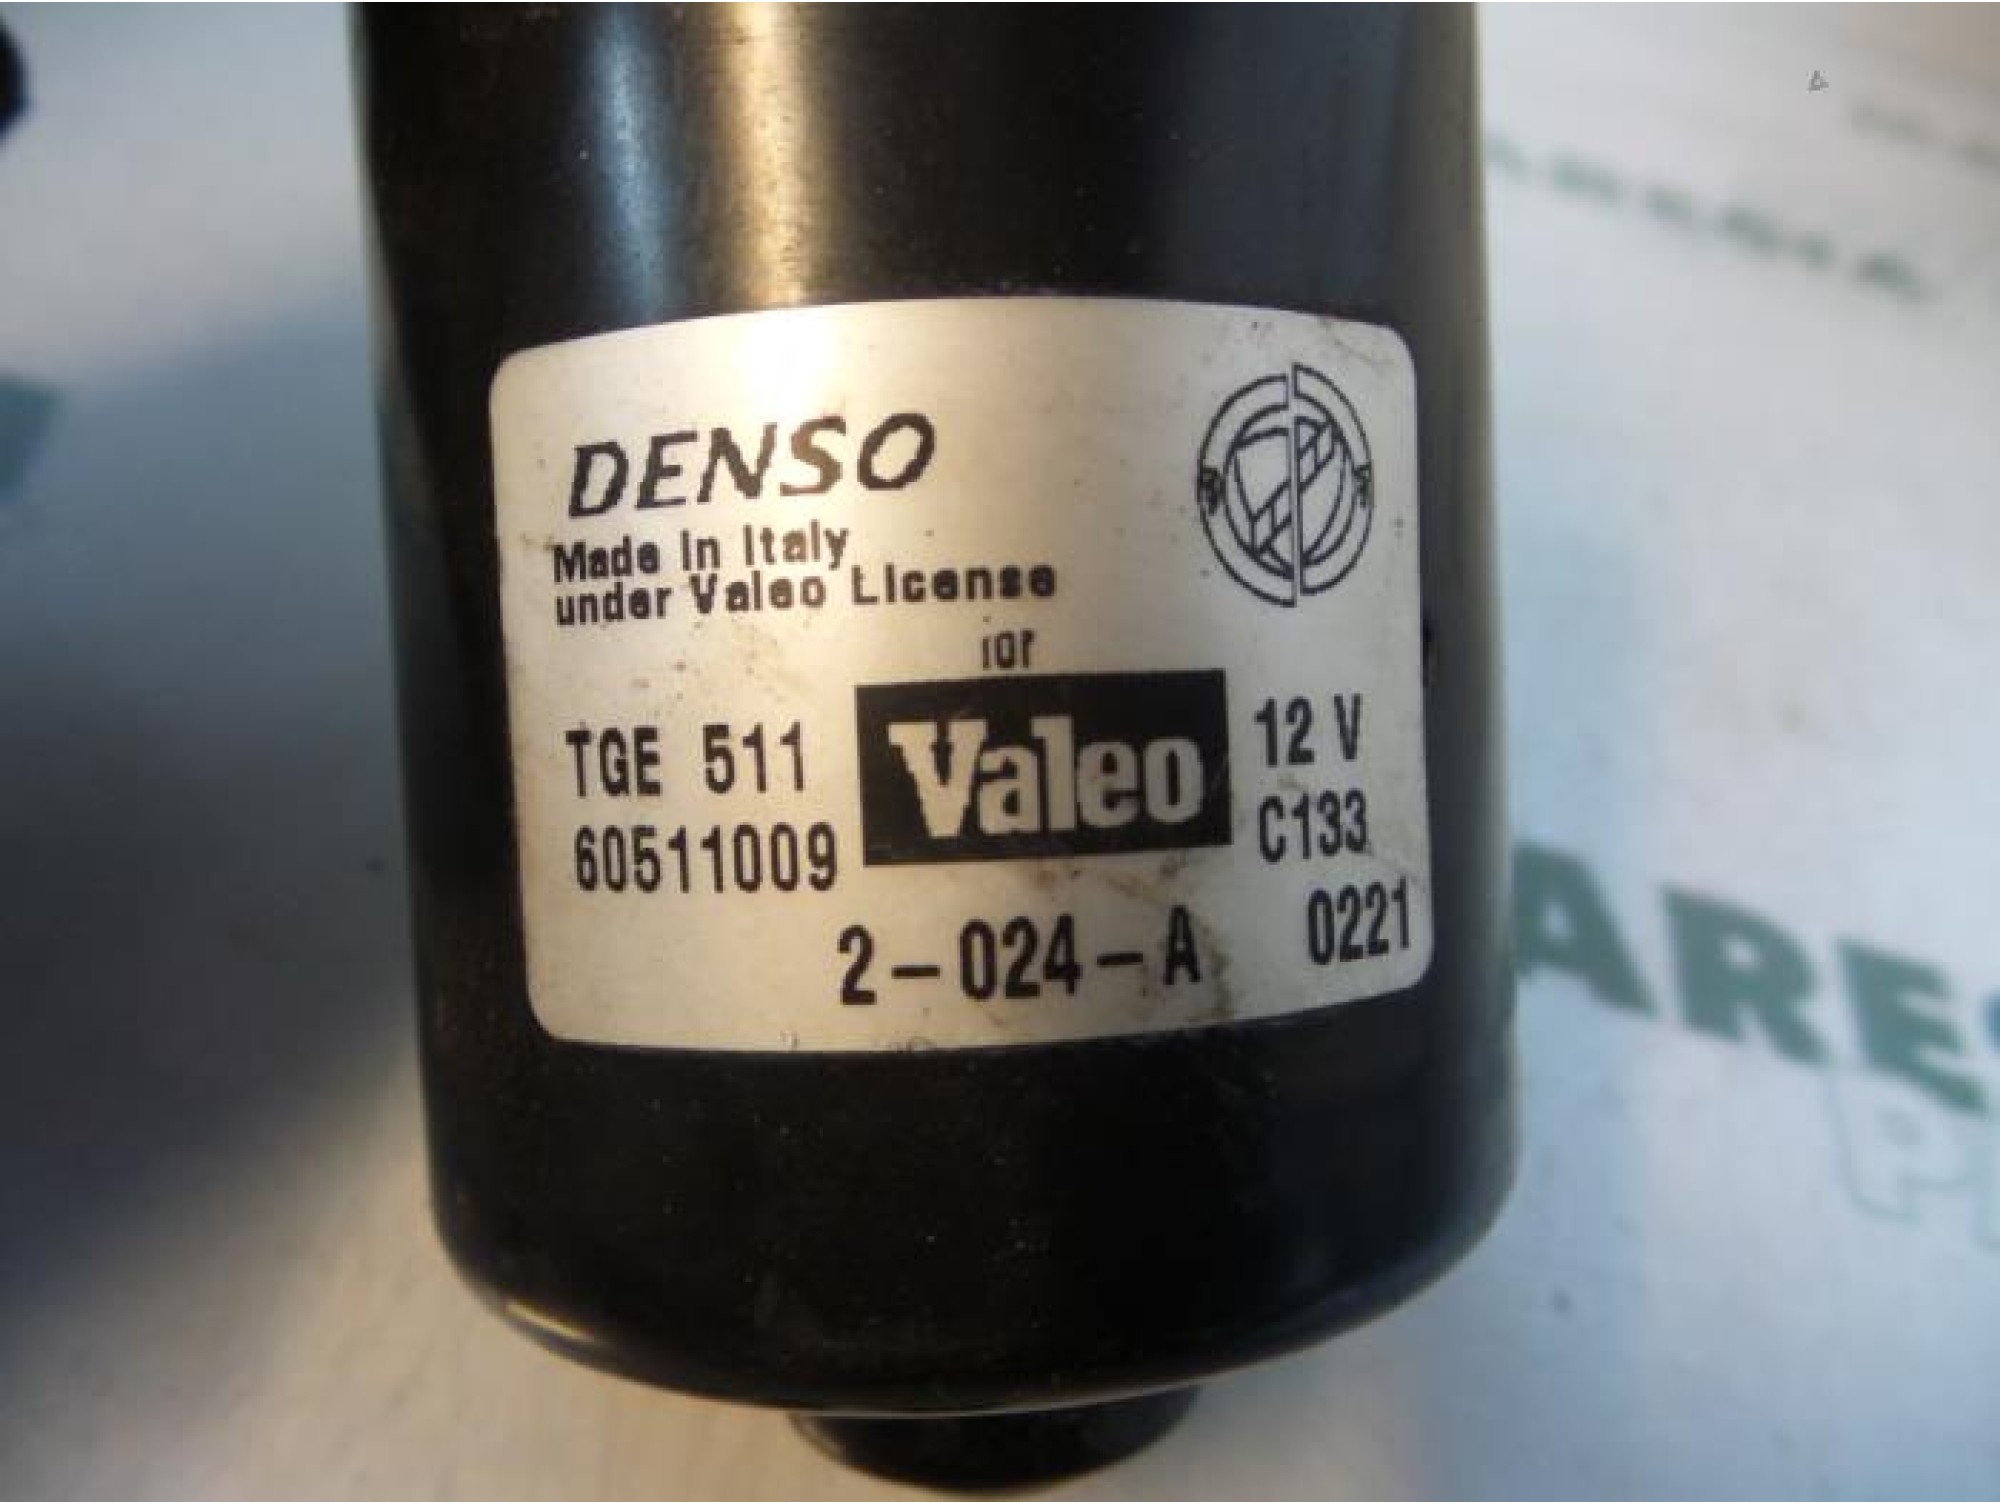 DENSO
Made in Italy
under Valeo License
for
TGE 511
Valeo
12 V
60511009
C133
2-024-A
0221